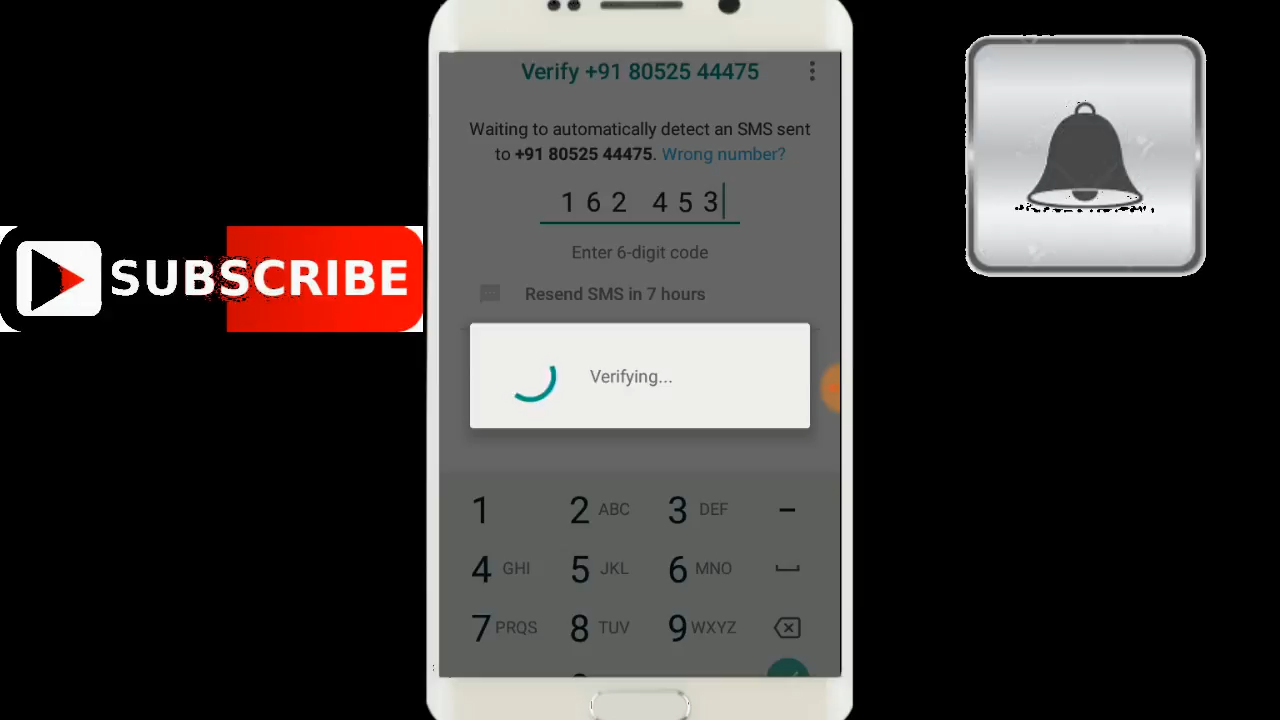 Verify +91 80525 44475
Waiting to automatically detect an SMS sent
to +91 80525 44475. Wrong number?
162 453
Enter 6-digit code
Resend SMS in 7 hours
Verifying...
SUBSCRIBE
1 2 ABC 3 DEF –
4 GHI 5 JKL 6 MNO
7 PRQS 8 TUV 9 WXYZ